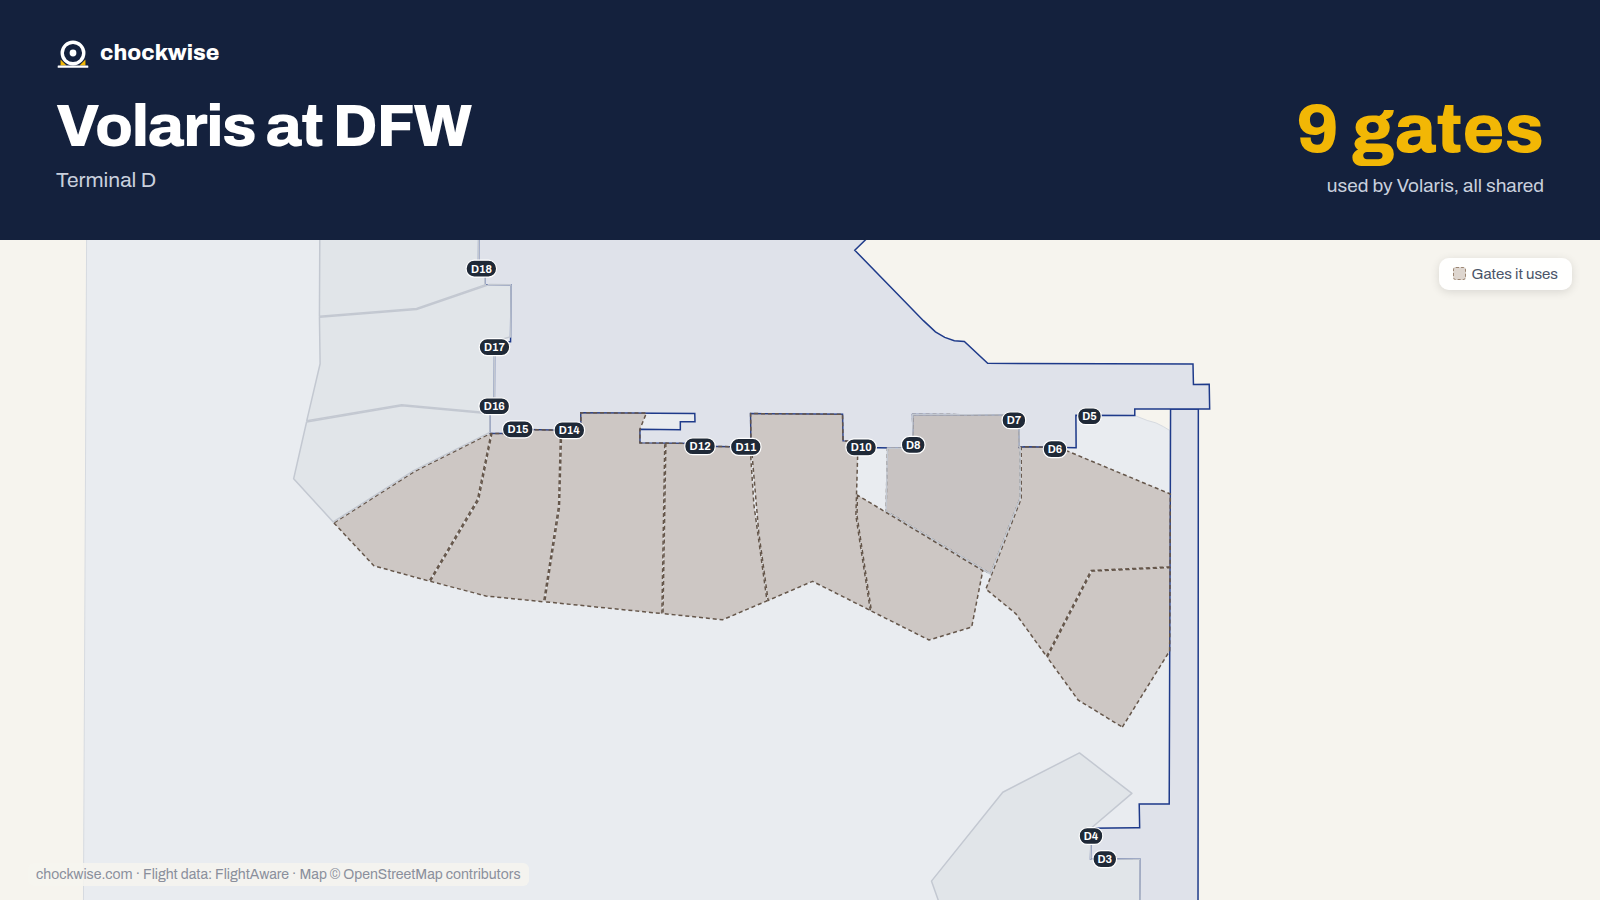 chockwise
Volaris at DFW
Terminal D
9 gates
used by Volaris, all shared
Gates it uses
D18
D17
D16
D15
D14
D12
D11
D10
D8
D7
D6
D5
D4
D3
chockwise.com · Flight data: FlightAware · Map © OpenStreetMap contributors